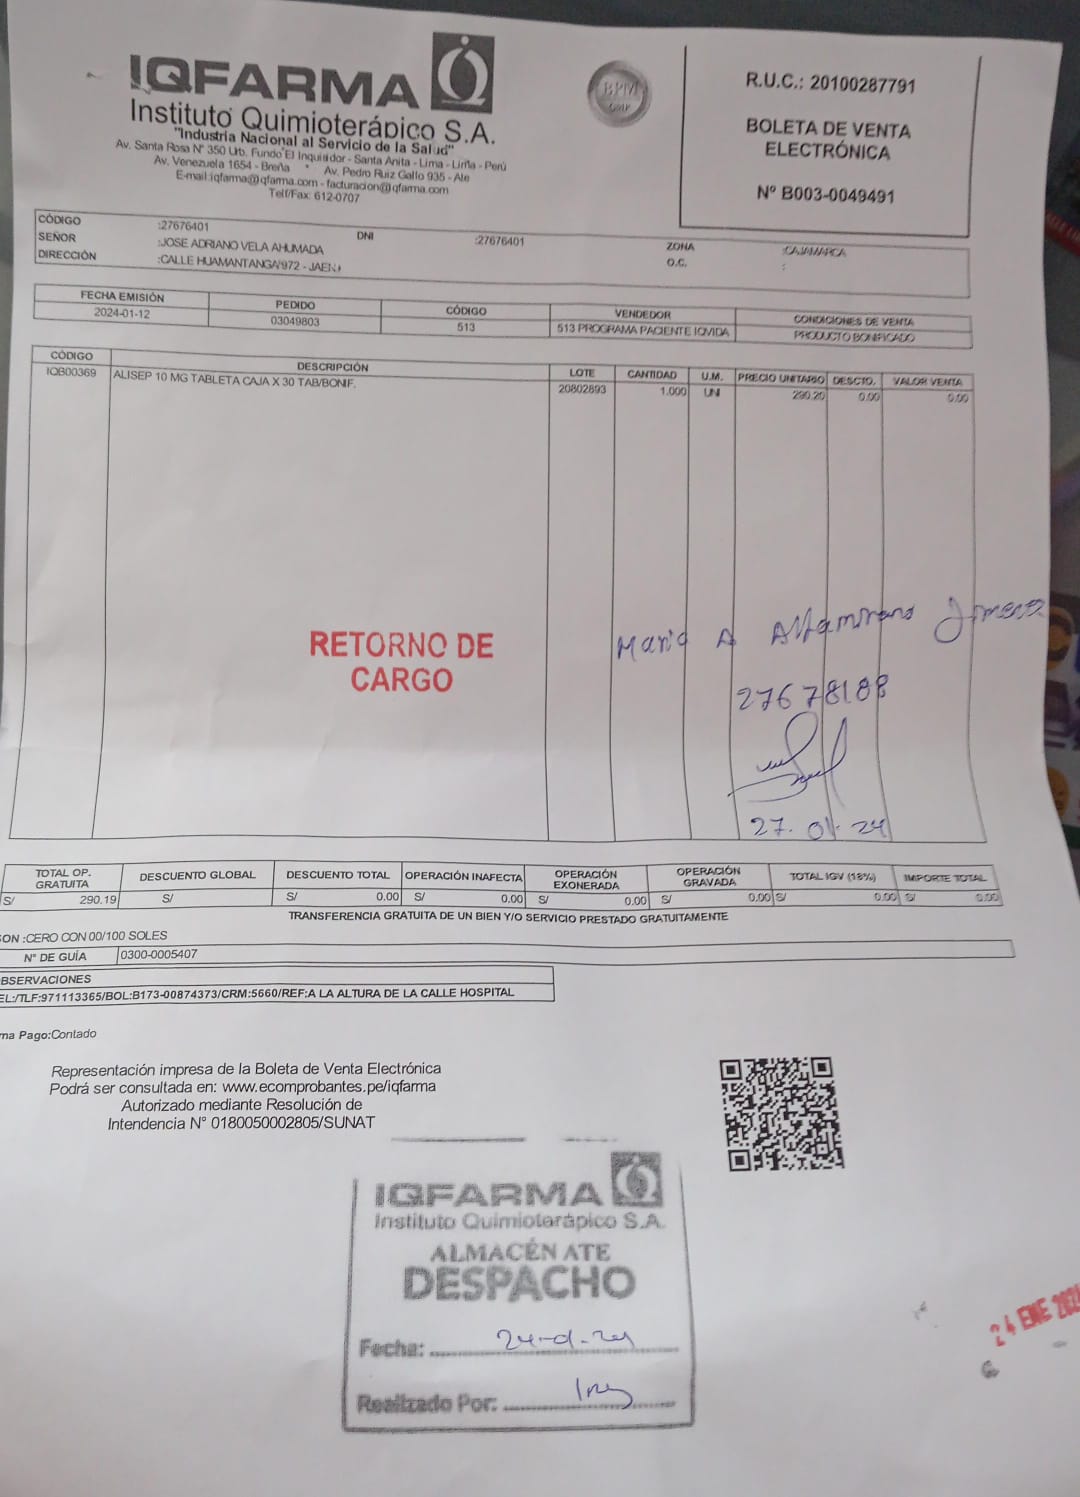 IQFARMA
Instituto Quimioterápico S.A.
"Industria Nacional al Servicio de la Salud"
Av. Santa Rosa N° 350 Urb. Fundo El Inquisidor - Santa Anita - Lima - Lima - Perú
Av. Venezuela 1654 - Breña * Av. Pedro Ruiz Gallo 935 - Ate
E-mail:iqfarma@iqfarma.com - facturacion@iqfarma.com
Telf/Fax: 612-0707
BPM
GMP
R.U.C.: 20100287791
BOLETA DE VENTA
ELECTRÓNICA
N° B003-0049491
CÓDIGO :27676401 DNI :27676401 ZONA :CAJAMARCA
SEÑOR :JOSE ADRIANO VELA AHUMADA O.C. :
DIRECCIÓN :CALLE HUAMANTANGA 972 - JAEN
FECHA EMISIÓN PEDIDO CÓDIGO VENDEDOR CONDICIONES DE VENTA
2024-01-12 03049803 513 513 PROGRAMA PACIENTE IQVIDA PRODUCTO BONIFICADO
CÓDIGO DESCRIPCIÓN LOTE CANTIDAD U.M. PRECIO UNITARIO DESCTO. VALOR VENTA
IQB00369 ALISEP 10 MG TABLETA CAJA X 30 TAB/BONIF. 20802893 1.000 UNI 290.20 0.00 0.00
RETORNO DE
CARGO
Mario A Altamirano
27678188
27. 01. 24
TOTAL OP. GRATUITA DESCUENTO GLOBAL DESCUENTO TOTAL OPERACIÓN INAFECTA OPERACIÓN EXONERADA OPERACIÓN GRAVADA TOTAL IGV (18%) IMPORTE TOTAL
S/ 290.19 S/ S/ 0.00 S/ 0.00 S/ 0.00 S/ 0.00 S/ 0.00 S/ 0.00
TRANSFERENCIA GRATUITA DE UN BIEN Y/O SERVICIO PRESTADO GRATUITAMENTE
SON :CERO CON 00/100 SOLES
N° DE GUÍA 0300-0005407
BSERVACIONES
EL:/TLF:971113365/BOL:B173-00874373/CRM:5660/REF:A LA ALTURA DE LA CALLE HOSPITAL
ma Pago:Contado
Representación impresa de la Boleta de Venta Electrónica
Podrá ser consultada en: www.ecomprobantes.pe/iqfarma
Autorizado mediante Resolución de
Intendencia N° 0180050002805/SUNAT
IQFARMA
Instituto Quimioterápico S.A.
ALMACÉN ATE
DESPACHO
Fecha: 24-01-24
Realizado Por:
24 ENE 202